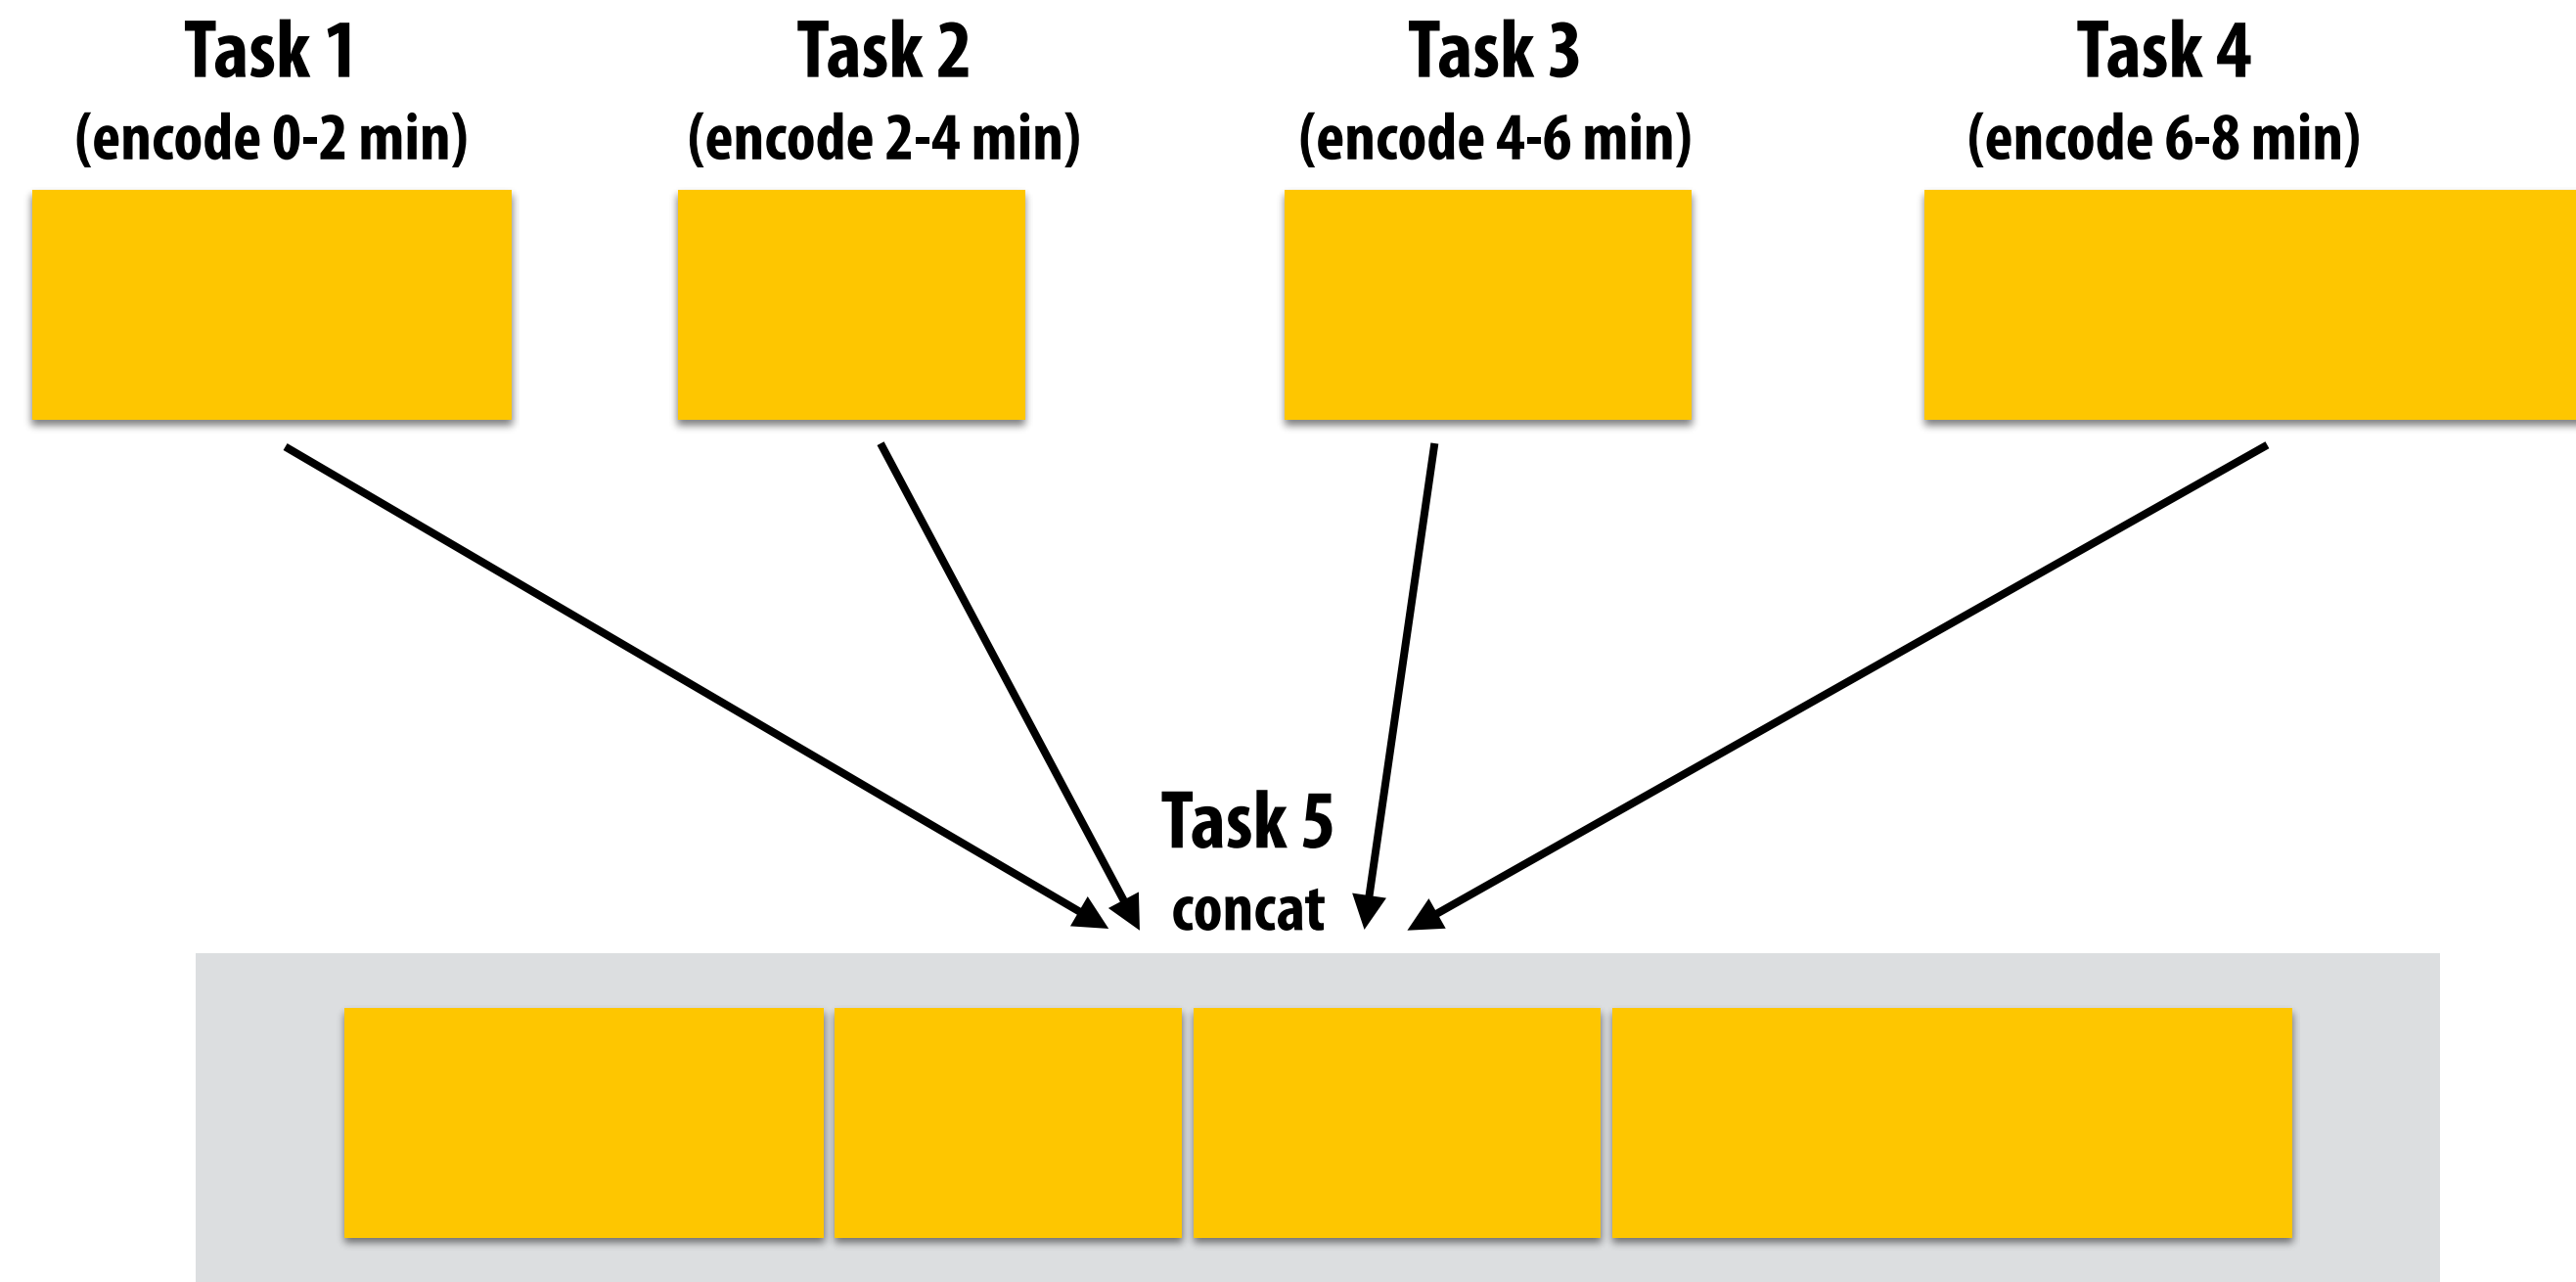 Task 1
(encode 0-2 min)
Task 2
(encode 2-4 min)
Task 3
(encode 4-6 min)
Task 4
(encode 6-8 min)
Task 5
concat